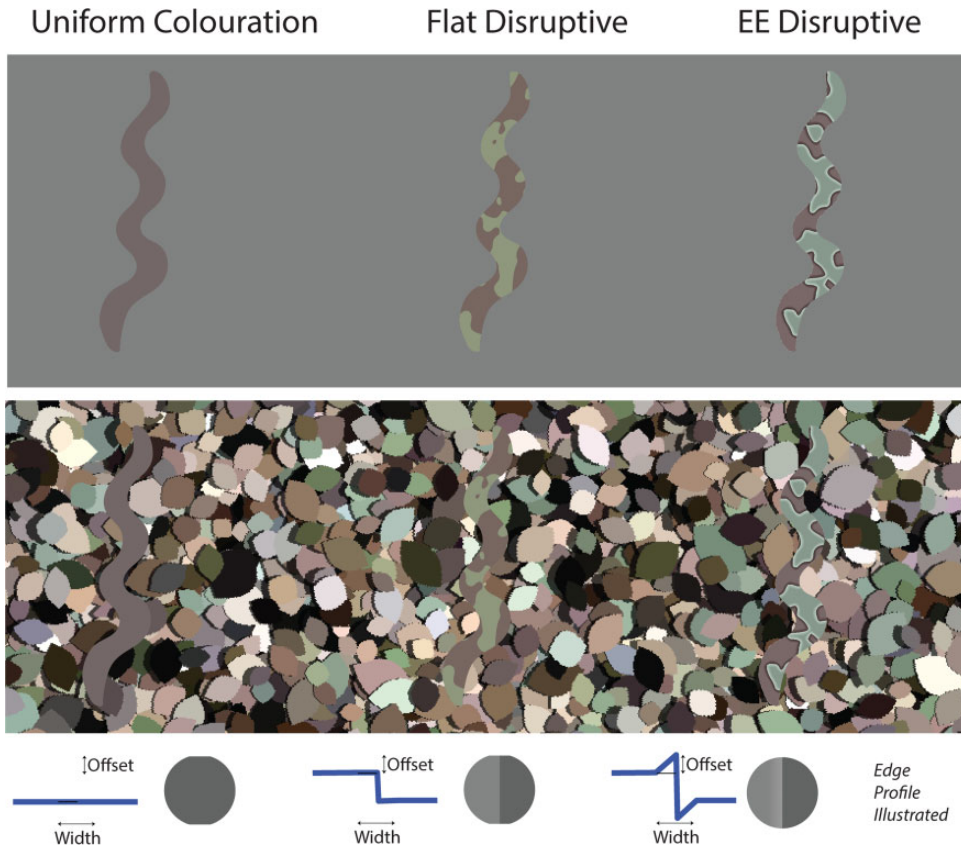 Uniform Colouration
Flat Disruptive
EE Disruptive
Offset
Width
Offset
Width
Offset
Width
Edge
Profile
Illustrated